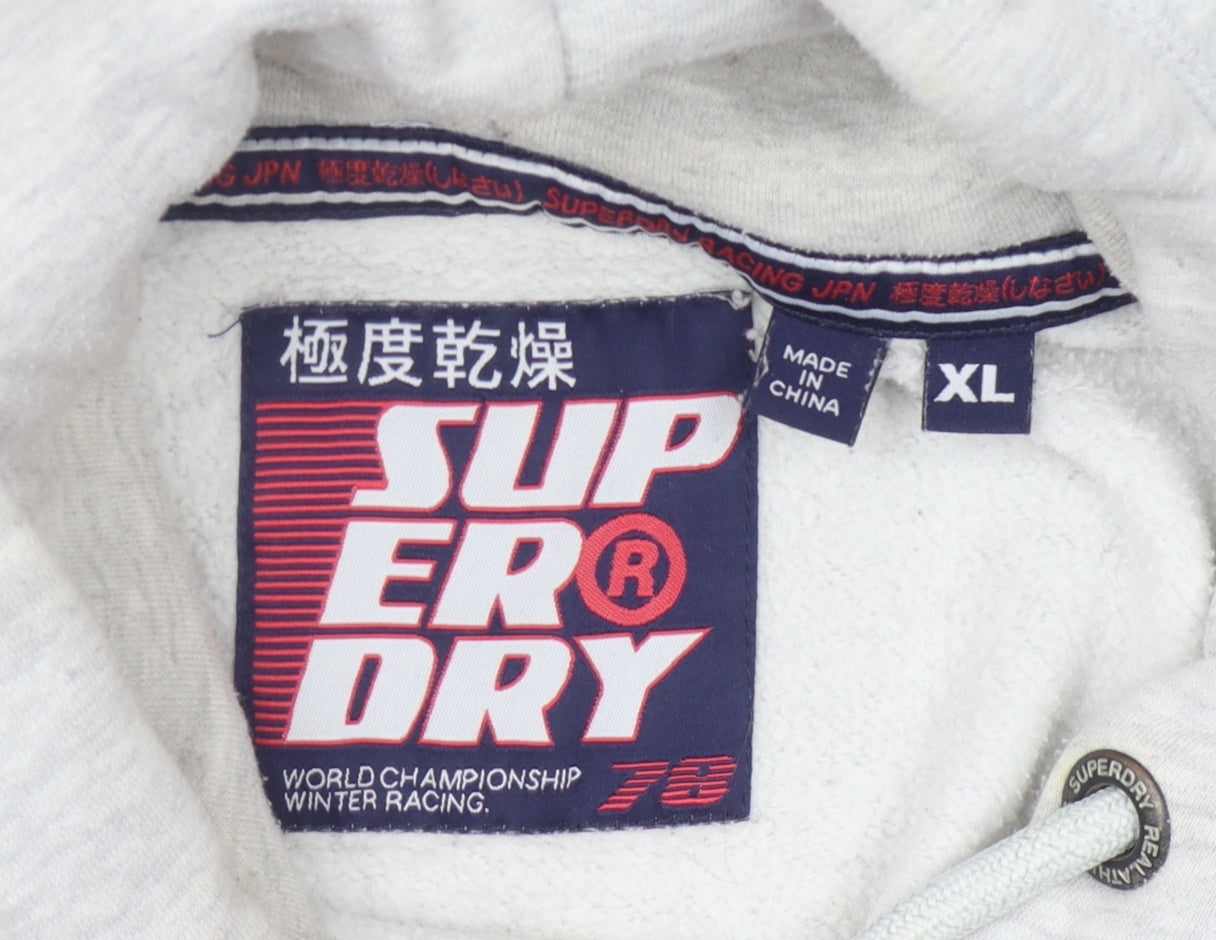 JPN 極度乾燥(しなさい) SUPERDRY RACING JPN 極度乾燥(しなさい)
極度乾燥
SUP
ER®
DRY
WORLD CHAMPIONSHIP
WINTER RACING.
78
MADE
IN
CHINA
XL
SUPERDRY REAL